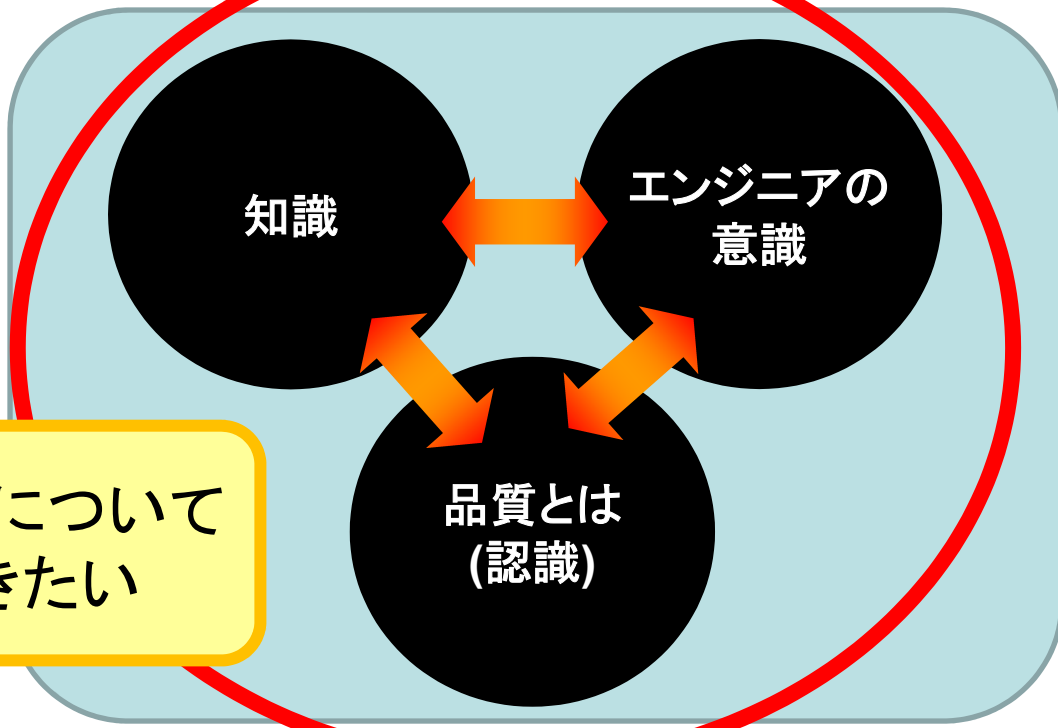 知識
エンジニアの
意識
品質とは
(認識)
について
きたい